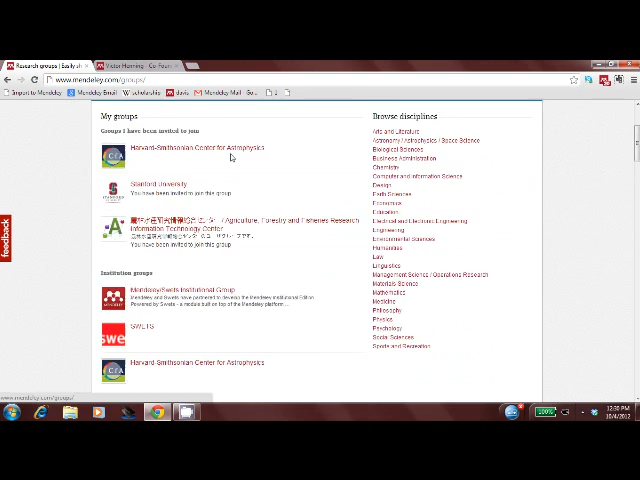 Research groups | Easily sh
Victor Henning - Co-Foun
www.mendeley.com/groups/
Import to Mendeley
Mendeley Email
scholarship
davis
Mendeley Mail - Go...
My groups
Groups I have been invited to join
Harvard-Smithsonian Center for Astrophysics
Stanford University
You have been invited to join this group
/ Agriculture, Forestry and Fisheries Research
Information Technology Center
You have been invited to join this group
Institution groups
Mendeley/Swets Institutional Group
Mendeley and Swets have partnered to develop the Mendeley Institutional Edition
Powered by Swets - a module built on top of the Mendeley platform...
SWETS
Harvard-Smithsonian Center for Astrophysics
Browse disciplines
Arts and Literature
Astronomy / Astrophysics / Space Science
Biological Sciences
Business Administration
Chemistry
Computer and Information Science
Design
Earth Sciences
Economics
Education
Electrical and Electronic Engineering
Engineering
Environmental Sciences
Humanities
Law
Linguistics
Management Science / Operations Research
Materials Science
Mathematics
Medicine
Philosophy
Physics
Psychology
Social Sciences
Sports and Recreation
feedback
www.mendeley.com/groups/
100%
12:30 PM
10/4/2012